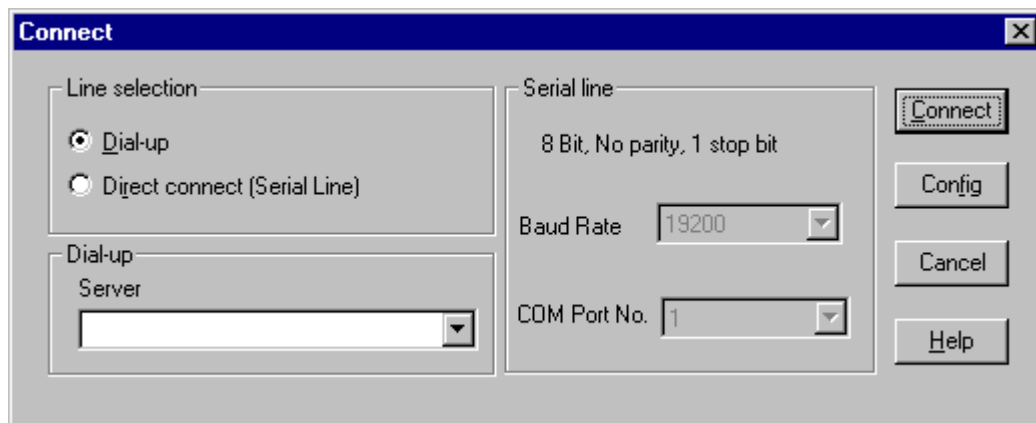 Connect
Line selection
Dial-up
Direct connect (Serial Line)
Dial-up
Server
Serial line
8 Bit, No parity, 1 stop bit
Baud Rate 19200
COM Port No. 1
Connect
Config
Cancel
Help